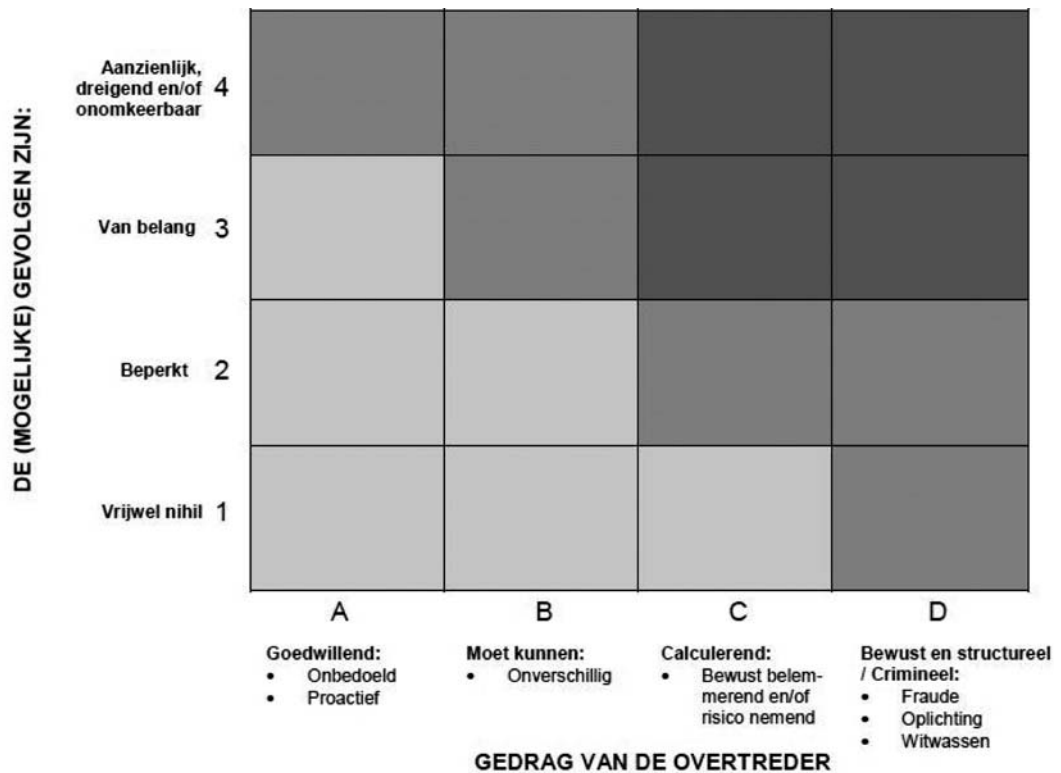 DE (MOGELIJKE) GEVOLGEN ZIJN:
Aanzienlijk,
dreigend en/of 4
onomkeerbaar
Van belang 3
Beperkt 2
Vrijwel nihil 1
A
B
C
D
Goedwillend:
• Onbedoeld
• Proactief
Moet kunnen:
• Onverschillig
Calculerend:
• Bewust belem-
merend en/of
risico nemend
Bewust en structureel
/ Crimineel:
• Fraude
• Oplichting
• Witwassen
GEDRAG VAN DE OVERTREDER